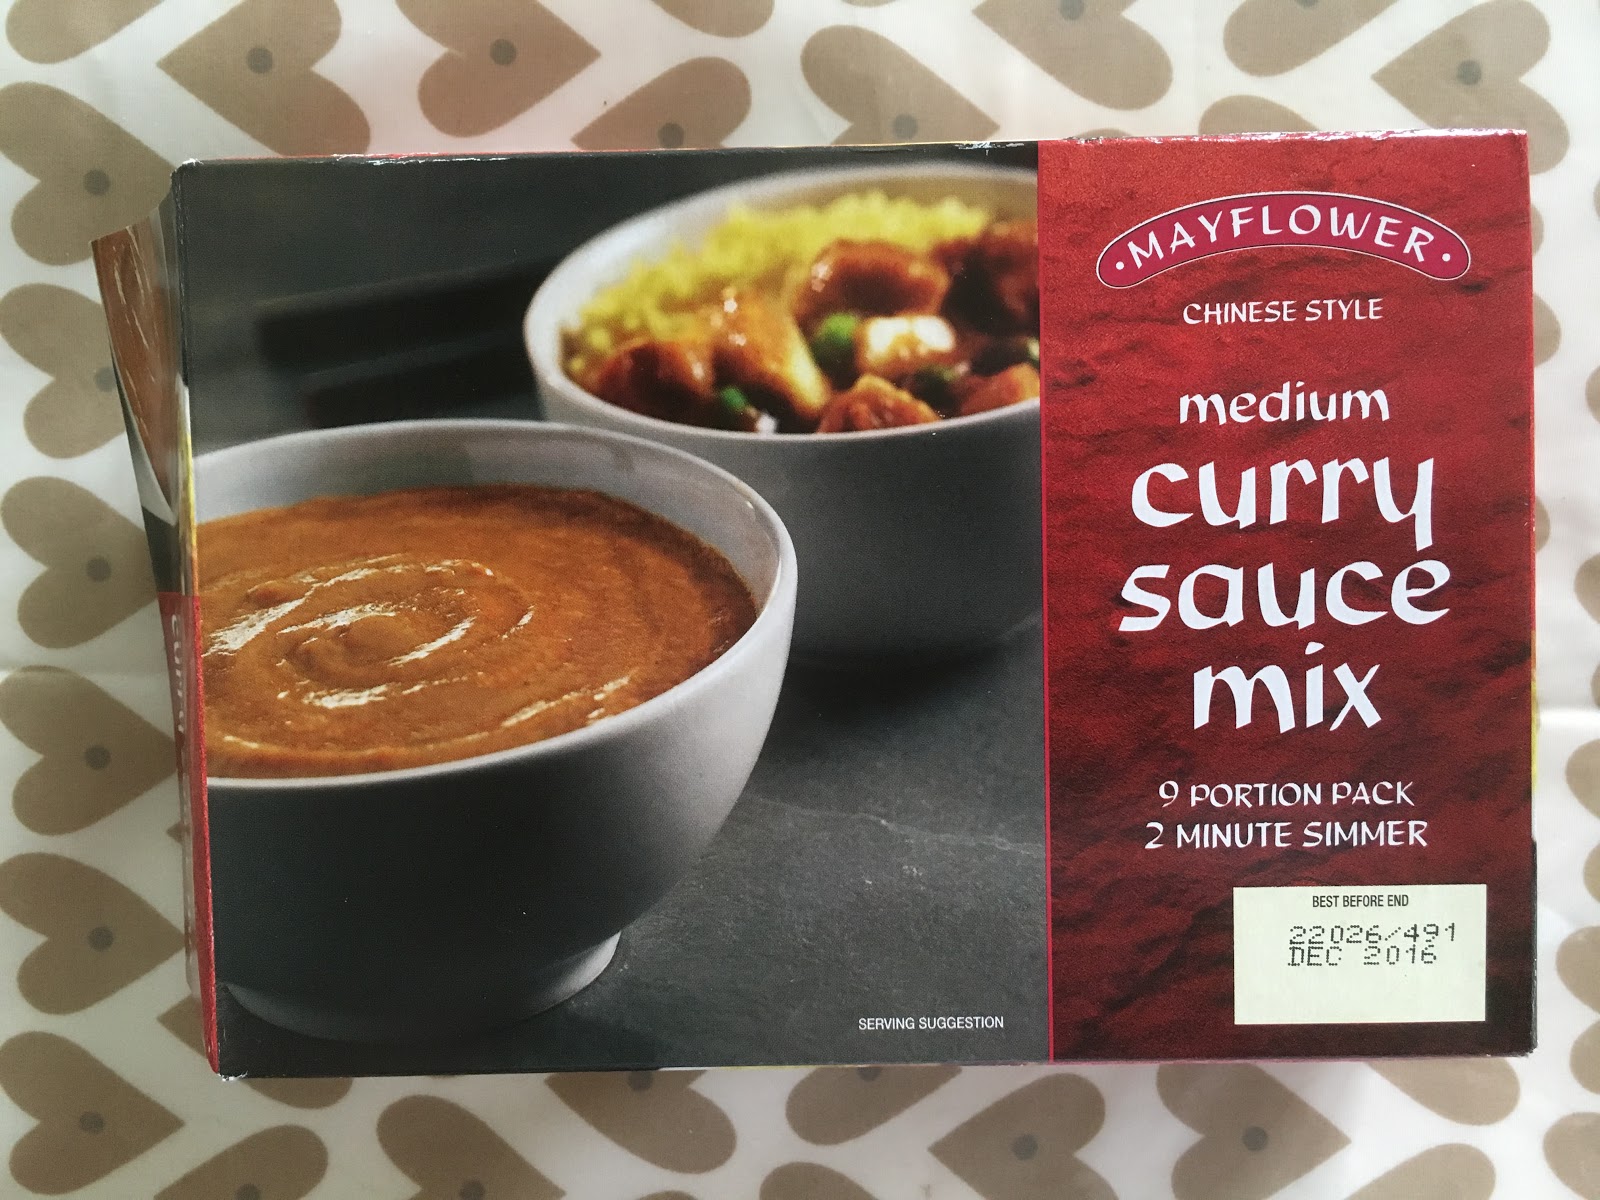 ·MAYFLOWER·
CHINESE STYLE
medium
curry
sauce
mix
9 PORTION PACK
2 MINUTE SIMMER
BEST BEFORE END
22026/491
DEC 2016
SERVING SUGGESTION